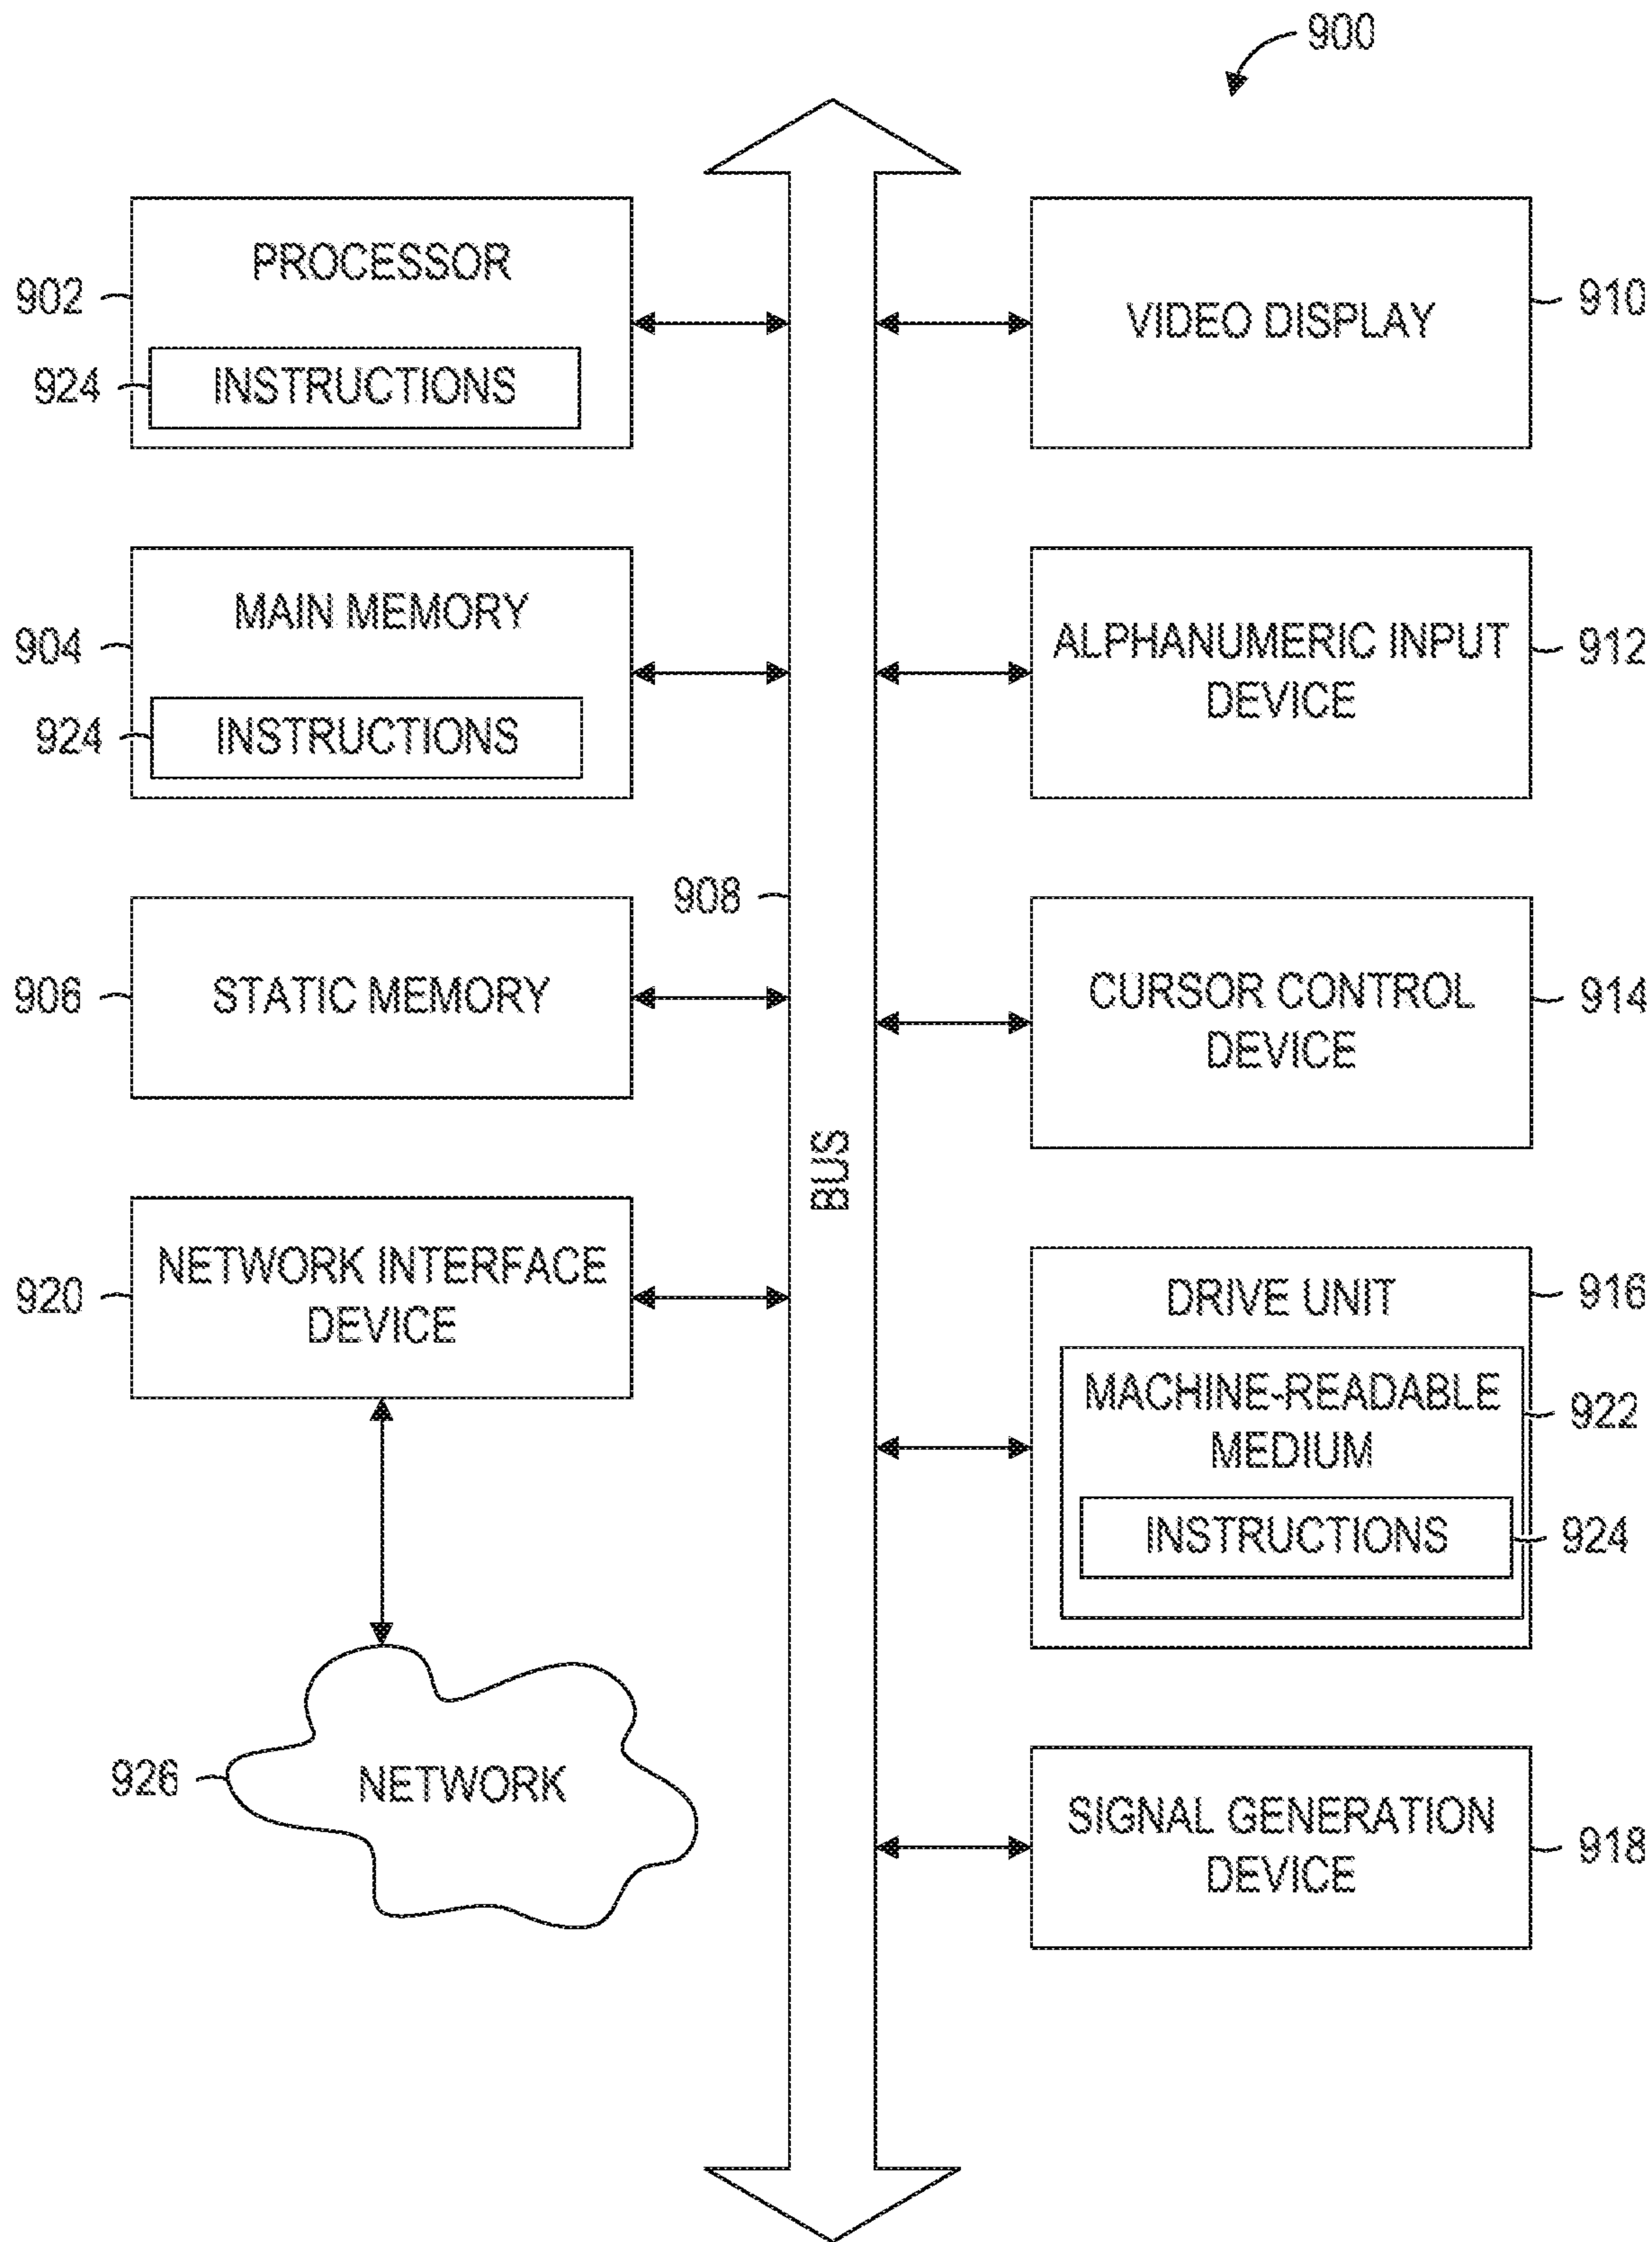 900
PROCESSOR
902
924
INSTRUCTIONS
MAIN MEMORY
904
924
INSTRUCTIONS
908
906
STATIC MEMORY
BUS
920
NETWORK INTERFACE
DEVICE
926
NETWORK
VIDEO DISPLAY
910
ALPHANUMERIC INPUT
DEVICE
912
CURSOR CONTROL
DEVICE
914
DRIVE UNIT
916
MACHINE-READABLE
MEDIUM
922
INSTRUCTIONS
924
SIGNAL GENERATION
DEVICE
918